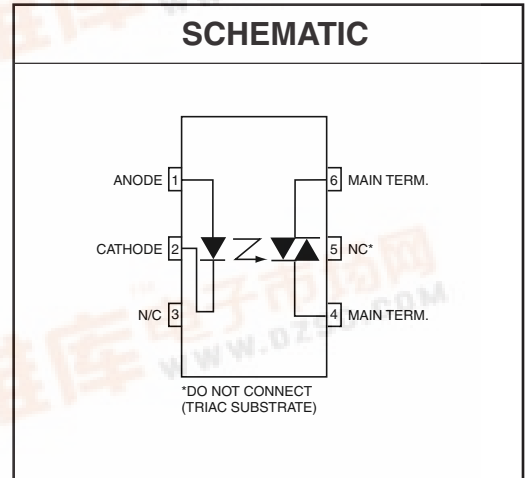 SCHEMATIC
ANODE 1
6 MAIN TERM.
CATHODE 2
5 NC*
N/C 3
4 MAIN TERM.
*DO NOT CONNECT
(TRIAC SUBSTRATE)